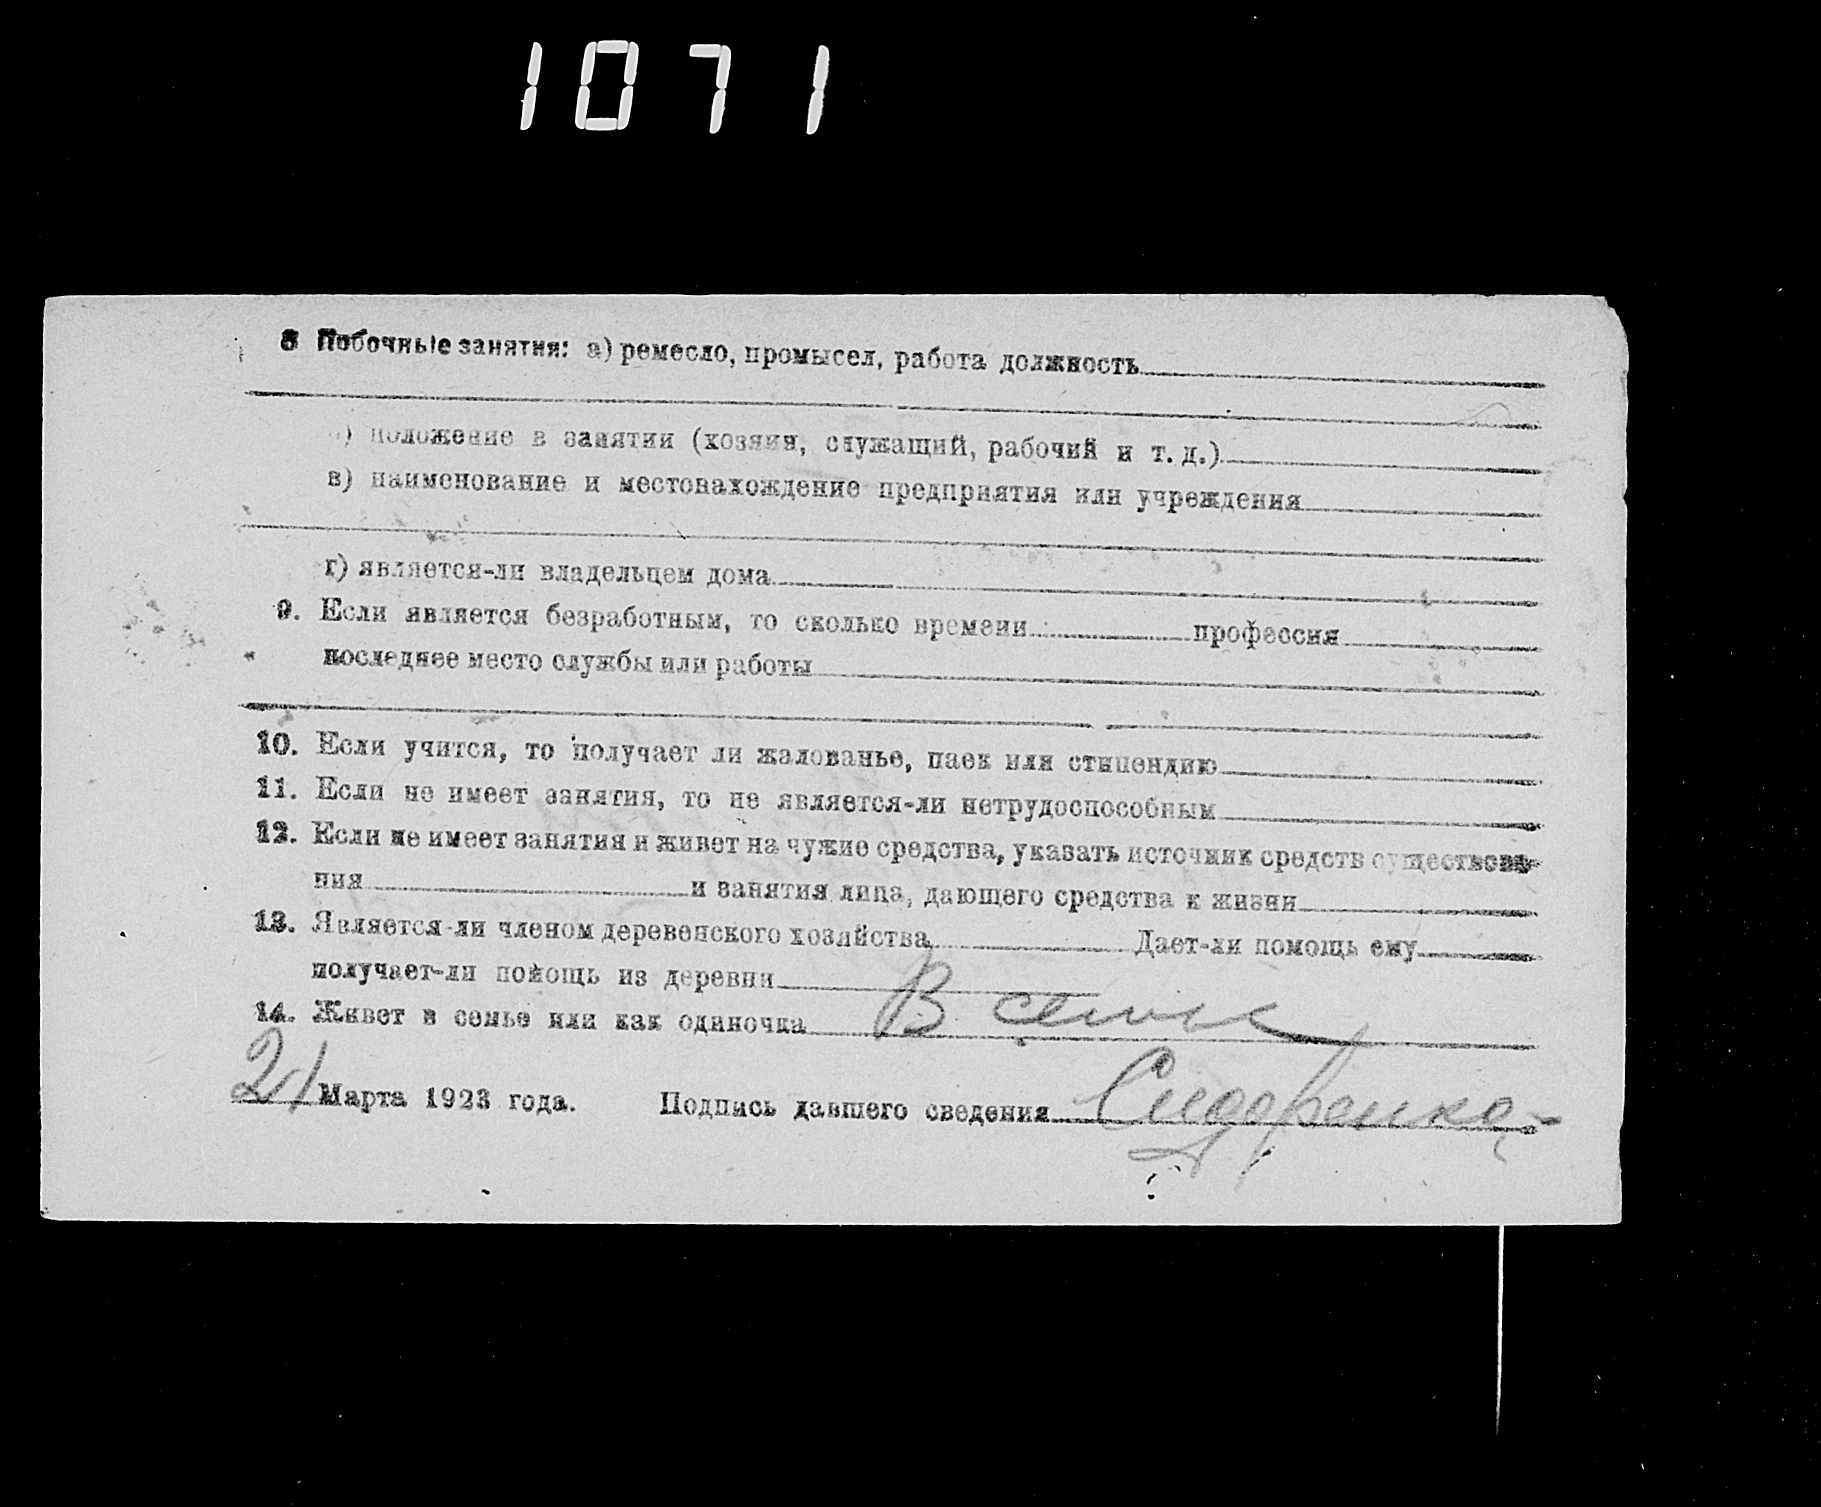 1071
8 Побочные занятия: а) ремесло, промысел, работа должность
б) положение в занятии (хозяин, служащий, рабочий и т. д.)
в) наименование и местонахождение предприятия или учреждения
г) является-ли владельцем дома
9. Если является безработным, то сколько времени профессия
последнее место службы или работы
10. Если учится, то получает ли жалованье, паек или стипендию
11. Если не имеет занятия, то не является-ли нетрудоспособным
12. Если не имеет занятия и живет на чужие средства, указать источник средств существова-
ния и занятия лица, дающего средства к жизни
13. Является-ли членом деревенского хозяйства Дает-ли помощь ему
получает-ли помощь из деревни
14. Живет в семье или как одиночка В семье
21 Марта 1923 года. Подпись давшего сведения Сидоренко